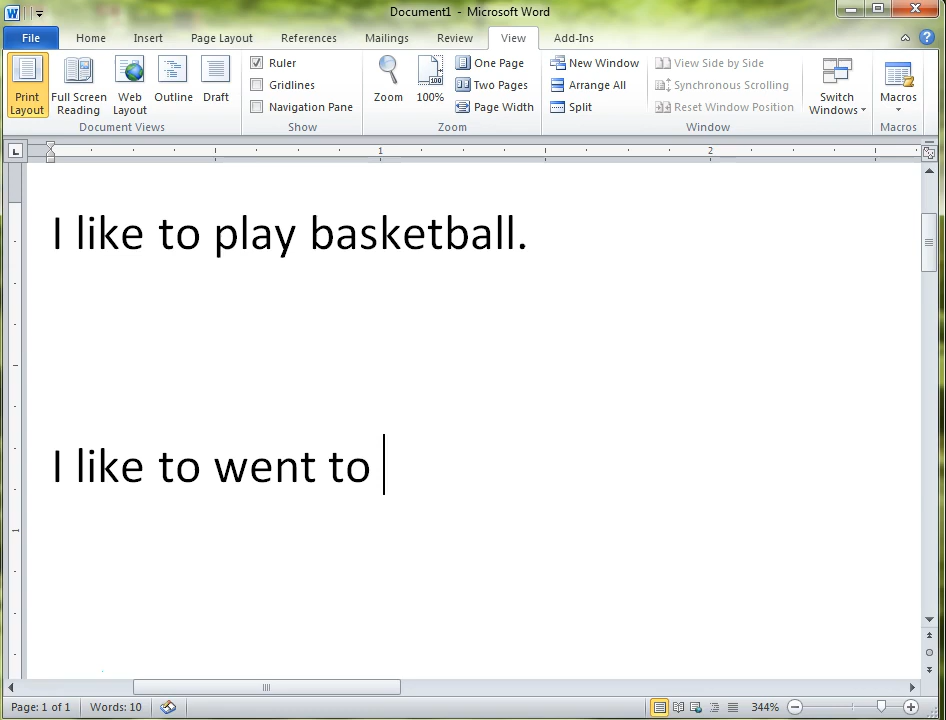 Document1 - Microsoft Word
File Home Insert Page Layout References Mailings Review View Add-Ins
Print Layout
Full Screen Reading
Web Layout
Outline
Draft
Document Views
Ruler
Gridlines
Navigation Pane
Show
Zoom
100%
One Page
Two Pages
Page Width
Zoom
New Window
Arrange All
Split
View Side by Side
Synchronous Scrolling
Reset Window Position
Switch Windows
Window
Macros
Macros
1 2
I like to play basketball.
I like to went to
1
Page: 1 of 1 Words: 10 344%